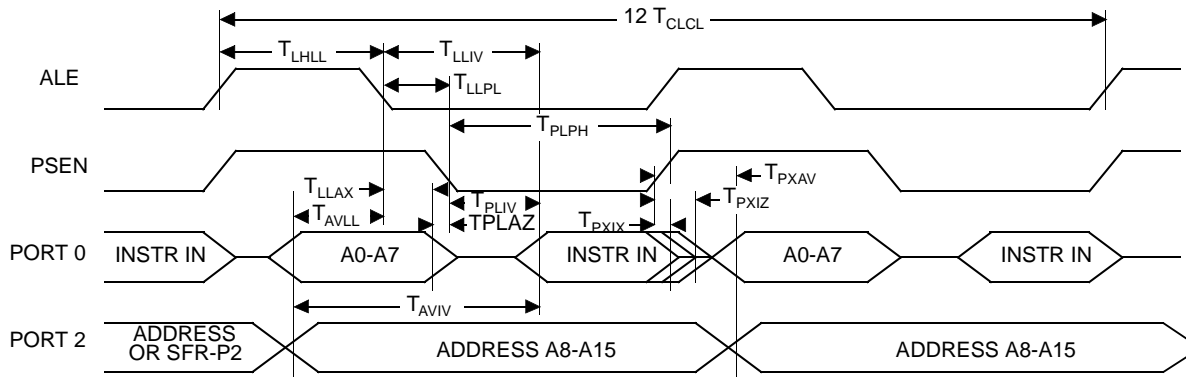 12 TCLCL
TLHLL TLLIV
ALE
TLLPL
TPLPH
PSEN
TLLAX TPXAV
TPLIV TPXIZ
TAVLL TPLAZ TPXIX
PORT 0 INSTR IN A0-A7 INSTR IN A0-A7 INSTR IN
TAVIV
PORT 2 ADDRESS OR SFR-P2 ADDRESS A8-A15 ADDRESS A8-A15